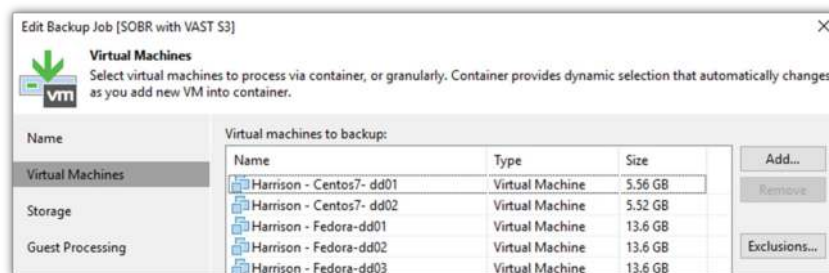 Edit Backup Job [SOBR with VAST S3]
Virtual Machines
Select virtual machines to process via container, or granularly. Container provides dynamic selection that automatically changes
as you add new VM into container.
vm
Name
Virtual Machines
Storage
Guest Processing
Virtual machines to backup:
Name Type Size
Harrison - Centos7- dd01 Virtual Machine 5.56 GB
Harrison - Centos7- dd02 Virtual Machine 5.52 GB
Harrison - Fedora-dd01 Virtual Machine 13.6 GB
Harrison - Fedora-dd02 Virtual Machine 13.6 GB
Harrison - Fedora-dd03 Virtual Machine 13.6 GB
Add...
Remove
Exclusions...